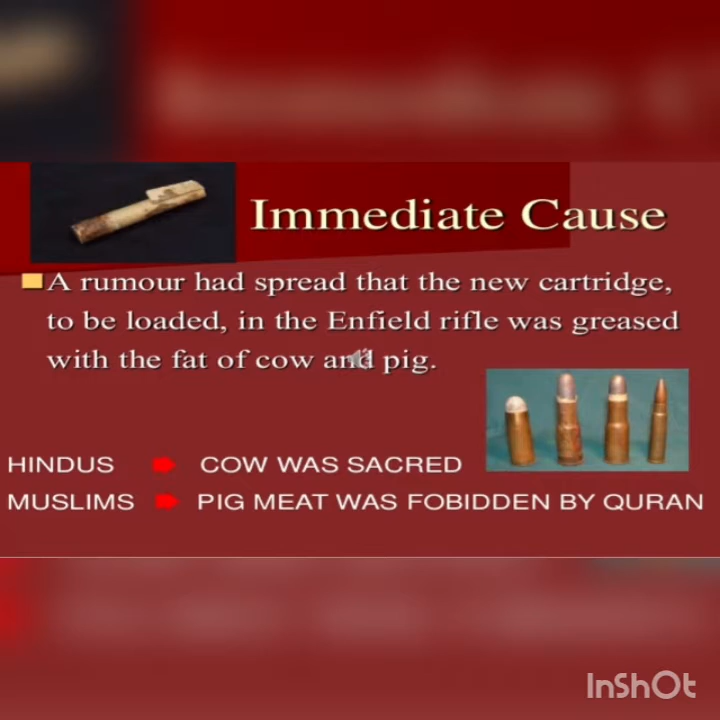 Immediate Cause
A rumour had spread that the new cartridge,
to be loaded, in the Enfield rifle was greased
with the fat of cow and pig.
HINDUS COW WAS SACRED
MUSLIMS PIG MEAT WAS FOBIDDEN BY QURAN
InShOt